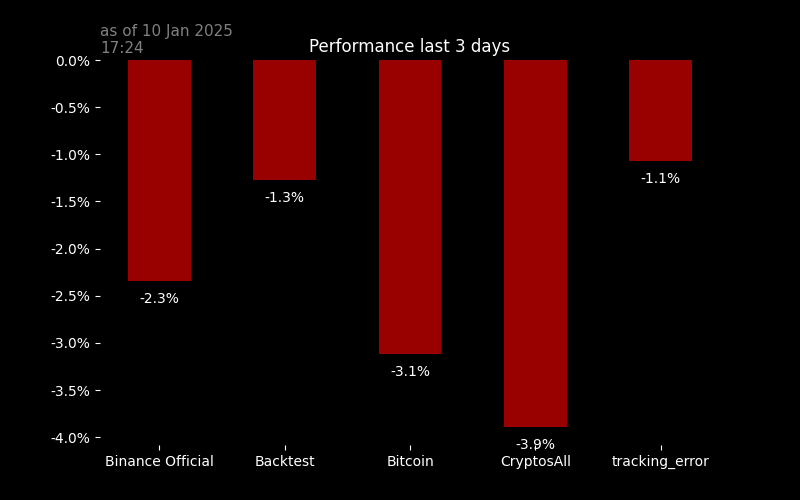 as of 10 Jan 2025
17:24
Performance last 3 days
0.0%
-0.5%
-1.0%
-1.5%
-2.0%
-2.5%
-3.0%
-3.5%
-4.0%
-2.3%
-1.3%
-3.1%
-3.9%
-1.1%
Binance Official
Backtest
Bitcoin
CryptosAll
tracking_error